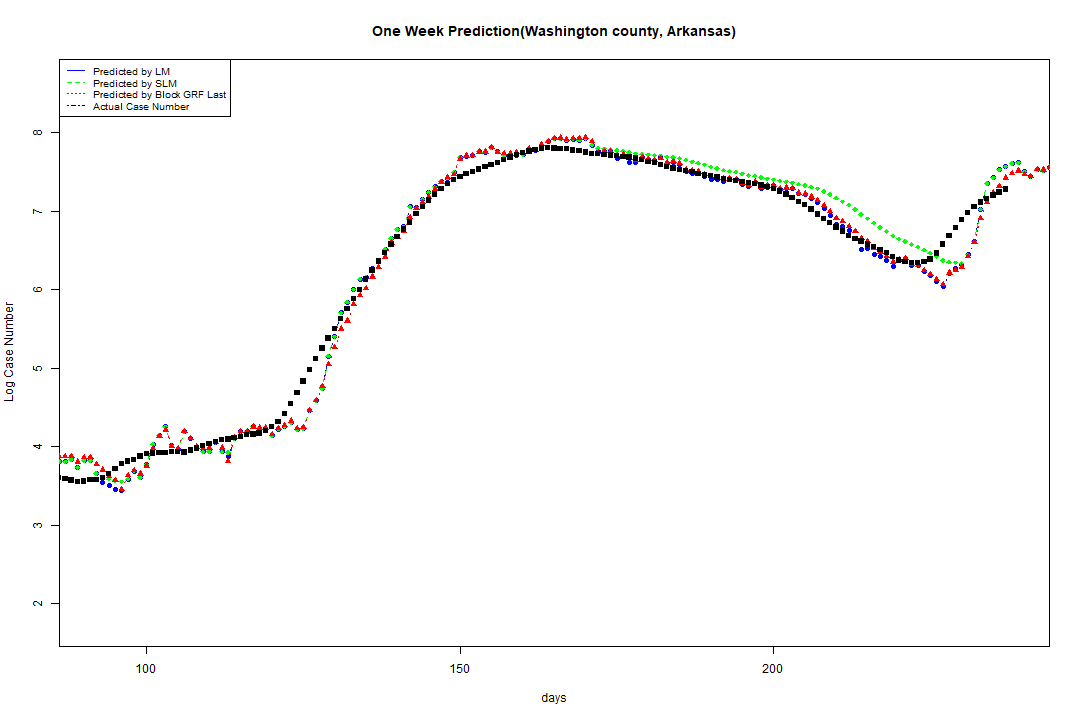 One Week Prediction(Washington county, Arkansas)
Predicted by LM
Predicted by SLM
Predicted by Block GRF Last
Actual Case Number
8
7
6
5
4
3
2
Log Case Number
100
150
200
days